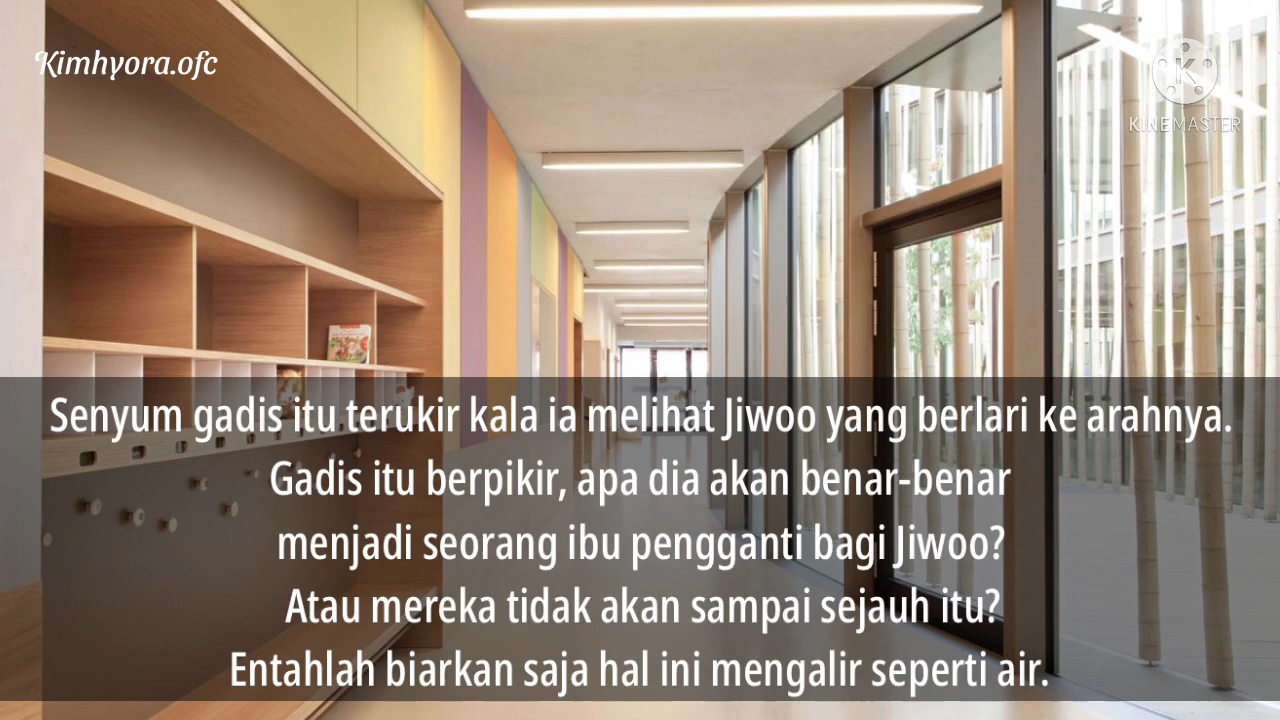 Kimhyora.ofc
KINEMASTER
Senyum gadis itu terukir kala ia melihat Jiwoo yang berlari ke arahnya.
Gadis itu berpikir, apa dia akan benar-benar
menjadi seorang ibu pengganti bagi Jiwoo?
Atau mereka tidak akan sampai sejauh itu?
Entahlah biarkan saja hal ini mengalir seperti air.